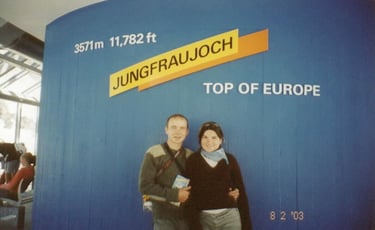 3571m 11,782 ft
JUNGFRAUJOCH
TOP OF EUROPE
8 2 '03